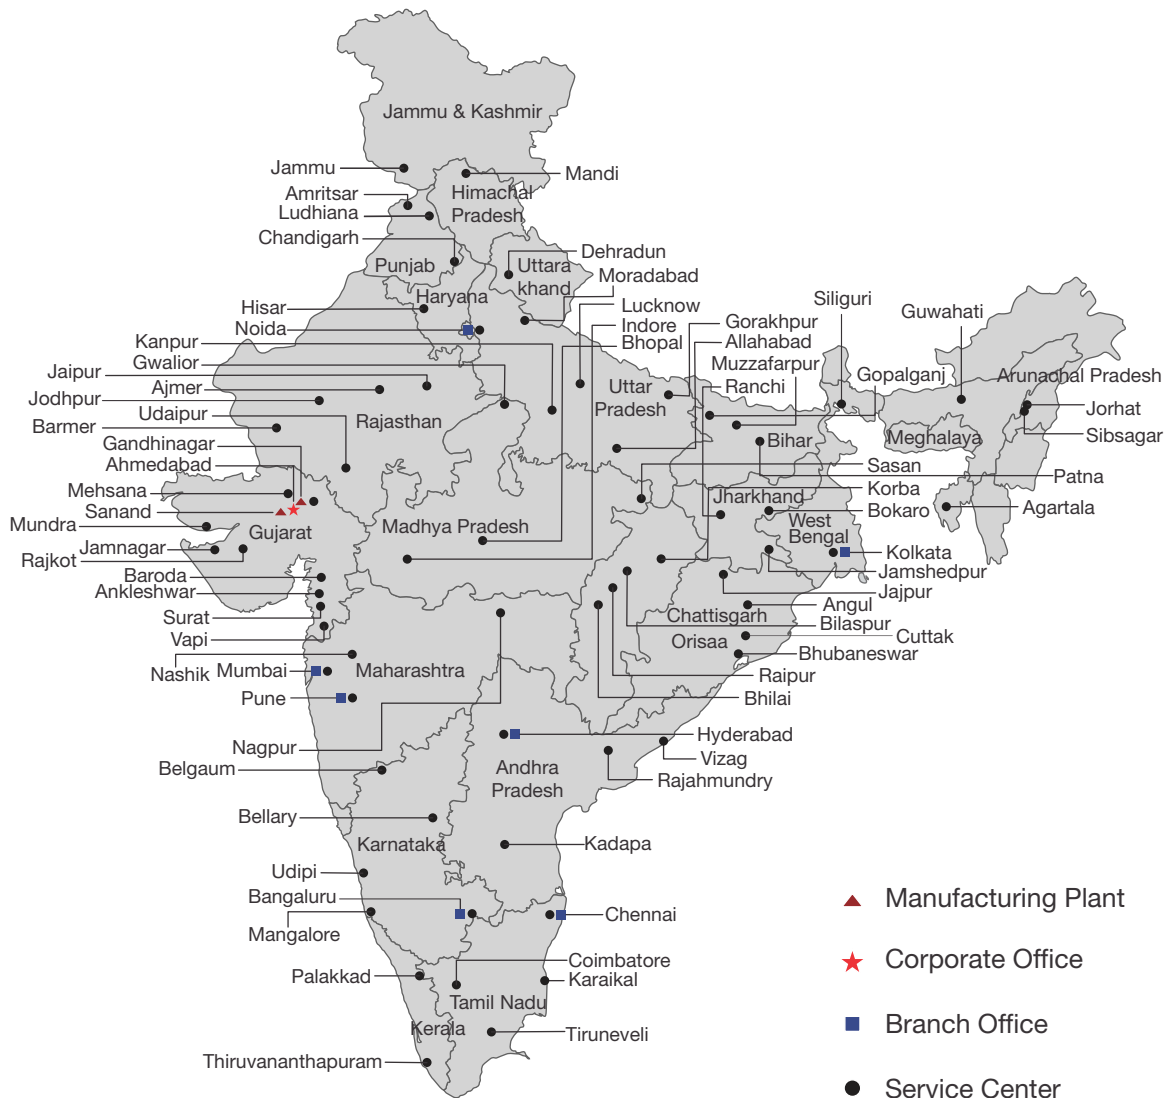 Jammu & Kashmir
Jammu
Mandi
Amritsar
Himachal
Pradesh
Ludhiana
Chandigarh
Dehradun
Punjab
Uttara
khand
Moradabad
Haryana
Hisar
Lucknow
Siliguri
Guwahati
Noida
Indore
Gorakhpur
Kanpur
Bhopal
Allahabad
Gwalior
Muzzafarpur
Gopalganj
Jaipur
Ranchi
Arunachal Pradesh
Ajmer
Uttar
Pradesh
Jodhpur
Udaipur
Rajasthan
Jorhat
Barmer
Bihar
Meghalaya
Sibsagar
Gandhinagar
Ahmedabad
Sasan
Patna
Mehsana
Korba
Sanand
Jharkhand
Bokaro
Agartala
Mundra
Gujarat
Madhya Pradesh
West
Bengal
Jamnagar
Kolkata
Rajkot
Jamshedpur
Baroda
Ankleshwar
Jajpur
Surat
Chattisgarh
Angul
Vapi
Bilaspur
Orisaa
Cuttak
Nashik
Mumbai
Maharashtra
Bhubaneswar
Raipur
Pune
Bhilai
Hyderabad
Nagpur
Vizag
Belgaum
Andhra
Pradesh
Rajahmundry
Bellary
Karnataka
Kadapa
Udipi
Bangaluru
Chennai
Mangalore
Coimbatore
Palakkad
Karaikal
Tamil Nadu
Kerala
Tiruneveli
Thiruvananthapuram
Manufacturing Plant
Corporate Office
Branch Office
Service Center